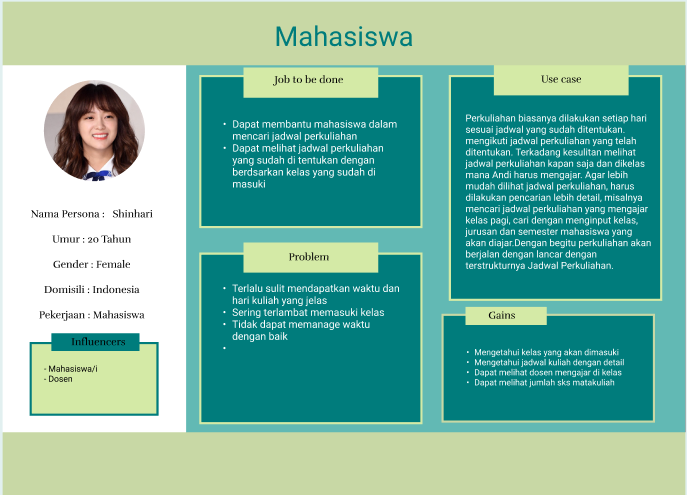 Mahasiswa
Nama Persona : Shinhari
Umur : 20 Tahun
Gender : Female
Domisili : Indonesia
Pekerjaan : Mahasiswa
Influencers
- Mahasiswa/i
- Dosen
Job to be done
• Dapat membantu mahasiswa dalam
mencari jadwal perkuliahan
• Dapat melihat jadwal perkuliahan
yang sudah di tentukan dengan
berdsarkan kelas yang sudah di
masuki
Problem
• Terlalu sulit mendapatkan waktu dan
hari kuliah yang jelas
• Sering terlambat memasuki kelas
• Tidak dapat memanage waktu
dengan baik
•
Use case
Perkuliahan biasanya dilakukan setiap hari
sesuai jadwal yang sudah ditentukan.
mengikuti jadwal perkuliahan yang telah
ditentukan. Terkadang kesulitan melihat
jadwal perkuliahan kapan saja dan dikelas
mana Andi harus mengajar. Agar lebih
mudah dilihat jadwal perkuliahan, harus
dilakukan pencarian lebih detail, misalnya
mencari jadwal perkuliahan yang mengajar
kelas pagi, cari dengan menginput kelas,
jurusan dan semester mahasiswa yang
akan diajar.Dengan begitu perkuliahan akan
berjalan dengan lancar dengan
terstrukturnya Jadwal Perkuliahan.
Gains
• Mengetahui kelas yang akan dimasuki
• Mengetahui jadwal kuliah dengan detail
• Dapat melihat dosen mengajar di kelas
• Dapat melihat jumlah sks matakuliah